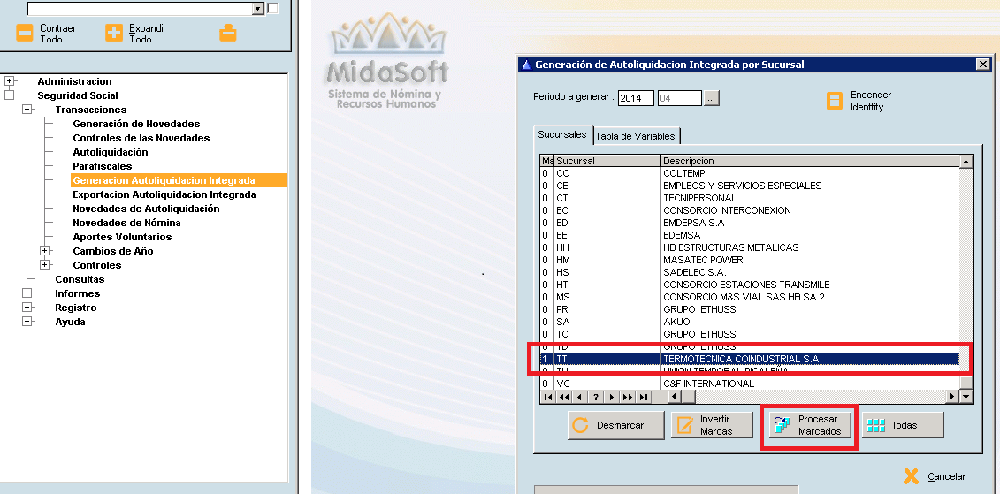 Contraer
Todo
Expandir
Todo
Administracion
Seguridad Social
Transacciones
Generación de Novedades
Controles de las Novedades
Autoliquidación
Parafiscales
Generacion Autoliquidacion Integrada
Exportacion Autoliquidacion Integrada
Novedades de Autoliquidación
Novedades de Nómina
Aportes Voluntarios
Cambios de Año
Controles
Consultas
Informes
Registro
Ayuda
MidaSoft
Sistema de Nómina y
Recursos Humanos
Generación de Autoliquidacion Integrada por Sucursal
Periodo a generar : 2014 04 ...
Encender
Identtity
Sucursales Tabla de Variables
Ma Sucursal Descripcion
0 CC COLTEMP
0 CE EMPLEOS Y SERVICIOS ESPECIALES
0 CT TECNIPERSONAL
0 EC CONSORCIO INTERCONEXION
0 ED EMDEPSA S.A
0 EE EDEMSA
0 HH HB ESTRUCTURAS METALICAS
0 HM MASATEC POWER
0 HS SADELEC S.A.
0 HT CONSORCIO ESTACIONES TRANSMILE
0 MS CONSORCIO M&S VIAL SAS HB SA 2
0 PR GRUPO ETHUSS
0 SA AKUO
0 TC GRUPO ETHUSS
0 TD GRUPO ETHUSS
1 TT TERMOTECNICA COINDUSTRIAL S.A
0 TU UNION TEMPORAL PICALEÑA
0 VC C&F INTERNATIONAL
?
Desmarcar
Invertir
Marcas
Procesar
Marcados
Todas
Cancelar